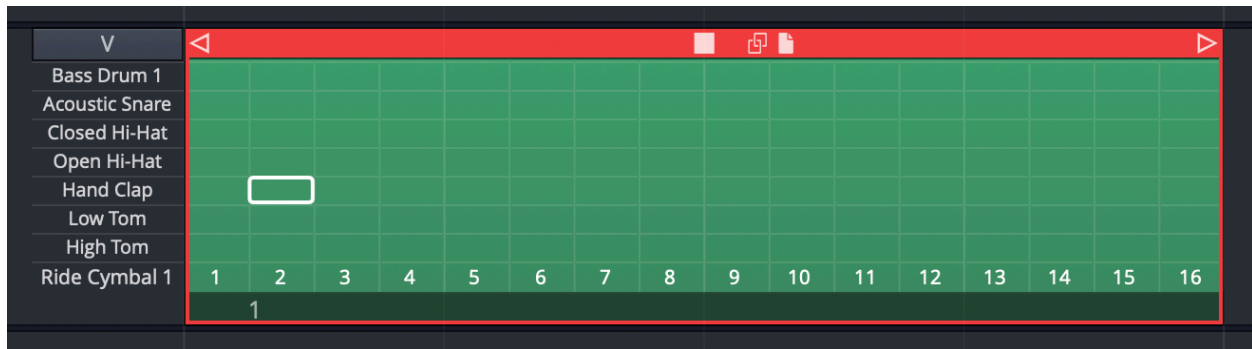 V
Bass Drum 1
Acoustic Snare
Closed Hi-Hat
Open Hi-Hat
Hand Clap
Low Tom
High Tom
Ride Cymbal 1 1 2 3 4 5 6 7 8 9 10 11 12 13 14 15 16
1